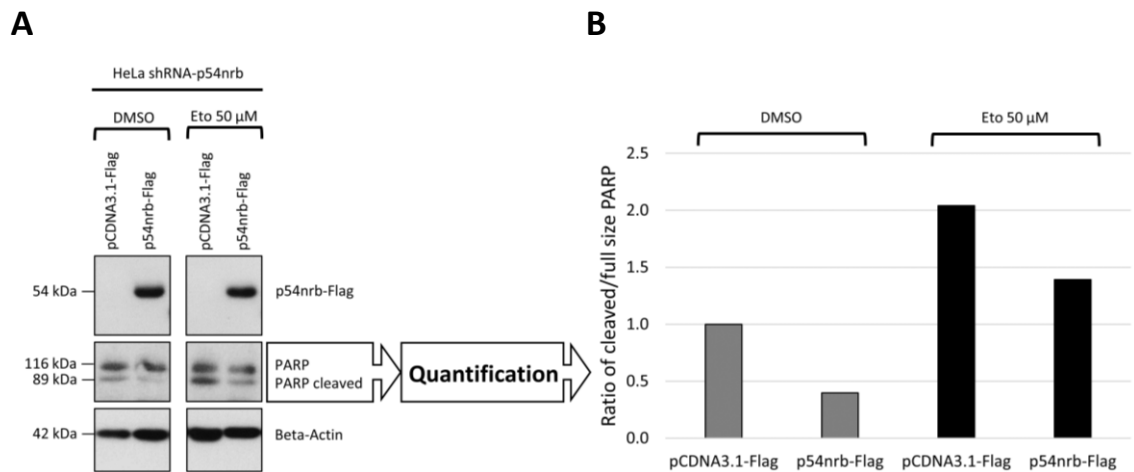 A
HeLa shRNA-p54nrb
DMSO
Eto 50 μM
pCDNA3.1-Flag
p54nrb-Flag
pCDNA3.1-Flag
p54nrb-Flag
54 kDa
p54nrb-Flag
116 kDa
PARP
89 kDa
PARP cleaved
42 kDa
Beta-Actin
Quantification
B
DMSO
Eto 50 μM
Ratio of cleaved/full size PARP
2.5
2.0
1.5
1.0
0.5
0.0
pCDNA3.1-Flag
p54nrb-Flag
pCDNA3.1-Flag
p54nrb-Flag